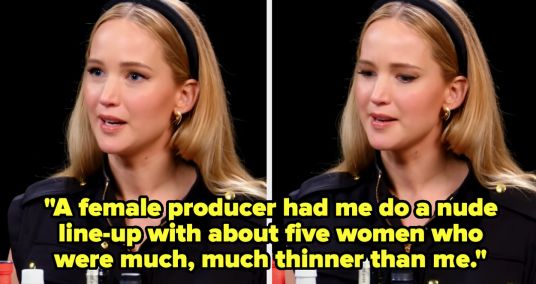 "A female producer had me do a nude
line-up with about five women who
were much, much thinner than me."